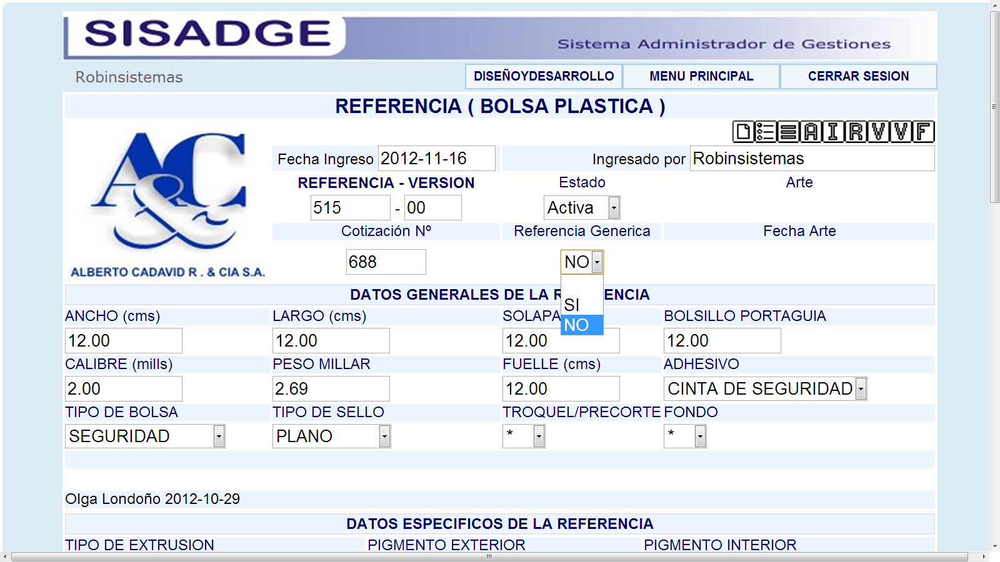 SISADGE
Sistema Administrador de Gestiones
Robinsistemas
DISEÑOYDESARROLLO MENU PRINCIPAL CERRAR SESION
REFERENCIA ( BOLSA PLASTICA )
A I R V V F
A&C
ALBERTO CADAVID R . & CIA S.A.
Fecha Ingreso 2012-11-16 Ingresado por Robinsistemas
REFERENCIA - VERSION Estado Arte
515 - 00 Activa
Cotización Nº Referencia Generica Fecha Arte
688 NO
SI
NO
DATOS GENERALES DE LA R ENCIA
ANCHO (cms) LARGO (cms) SOLAPA BOLSILLO PORTAGUIA
12.00 12.00 12.00 12.00
CALIBRE (mills) PESO MILLAR FUELLE (cms) ADHESIVO
2.00 2.69 12.00 CINTA DE SEGURIDAD
TIPO DE BOLSA TIPO DE SELLO TROQUEL/PRECORTE FONDO
SEGURIDAD PLANO * *
Olga Londoño 2012-10-29
DATOS ESPECIFICOS DE LA REFERENCIA
TIPO DE EXTRUSION PIGMENTO EXTERIOR PIGMENTO INTERIOR